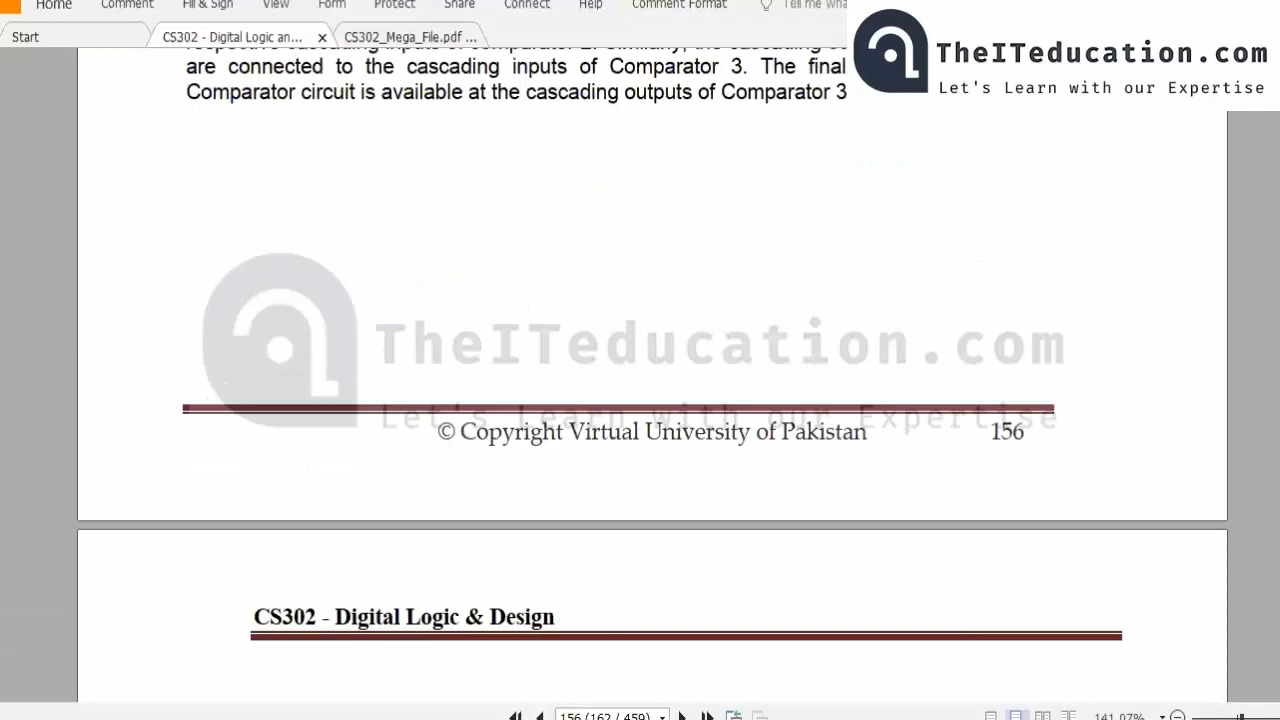 Home Comment Fill & Sign View Form Protect Share Connect Help Comment Format Tell me wha
Start CS302 - Digital Logic an... x CS302_Mega_File.pdf ...
TheITeducation.com
Let's Learn with our Expertise
are connected to the cascading inputs of Comparator 3. The final
Comparator circuit is available at the cascading outputs of Comparator 3
TheITeducation.com
Let's Learn with our Expertise
© Copyright Virtual University of Pakistan 156
CS302 - Digital Logic & Design
156 (162 / 459) 141.07%